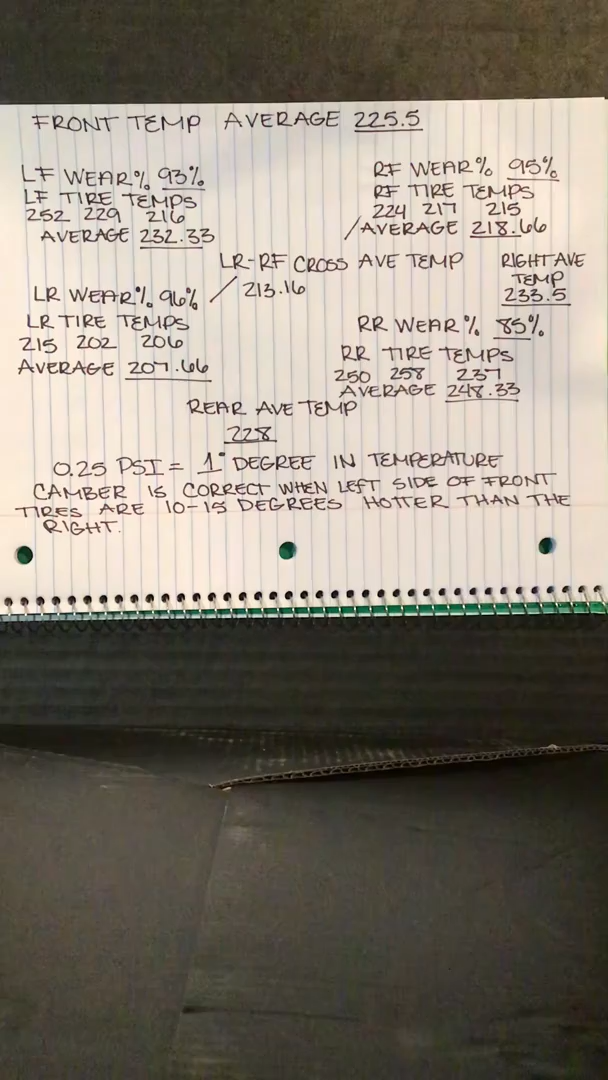 FRONT TEMP AVERAGE 225.5
LF WEAR% 93%
LF TIRE TEMPS
252 229 216
AVERAGE 232.33
RF WEAR% 95%
RF TIRE TEMPS
224 217 215
AVERAGE 218.66
LR-RF CROSS AVE TEMP
213.16
RIGHT AVE
TEMP
233.5
LR WEAR% 96%
LR TIRE TEMPS
215 202 206
AVERAGE 207.66
RR WEAR% 85%
RR TIRE TEMPS
250 258 237
AVERAGE 248.33
REAR AVE TEMP
228
0.25 PSI = 1° DEGREE IN TEMPERATURE
CAMBER IS CORRECT WHEN LEFT SIDE OF FRONT
TIRES ARE 10-15 DEGREES HOTTER THAN THE
RIGHT.